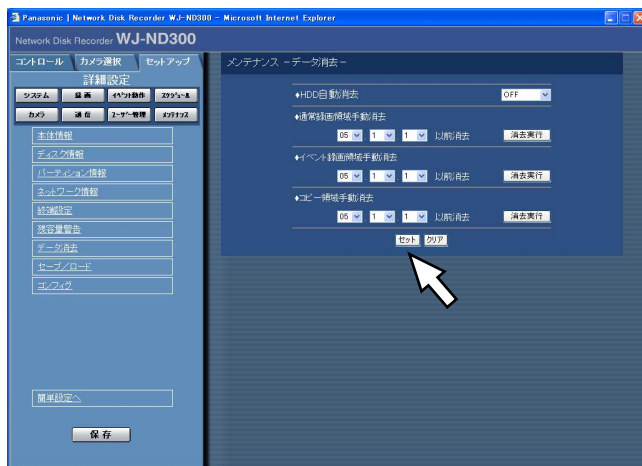 Panasonic | Network Disk Recorder WJ-ND300 - Microsoft Internet Explorer
Network Disk Recorder WJ-ND300
コントロール カメラ選択 セットアップ
詳細設定
システム 録画 イベント動作 スケジュール
カメラ 通信 ユーザー管理 メンテナンス
本体情報
ディスク情報
パーティション情報
ネットワーク情報
終端設定
残容量警告
データ消去
セーブ/ロード
コンフィグ
簡単設定へ
保存
メンテナンス －データ消去－
♦HDD自動消去 OFF
♦通常録画領域手動消去
05 . 1 . 1 以前消去 消去実行
♦イベント録画領域手動消去
05 . 1 . 1 以前消去 消去実行
♦コピー領域手動消去
05 . 1 . 1 以前消去 消去実行
セット クリア